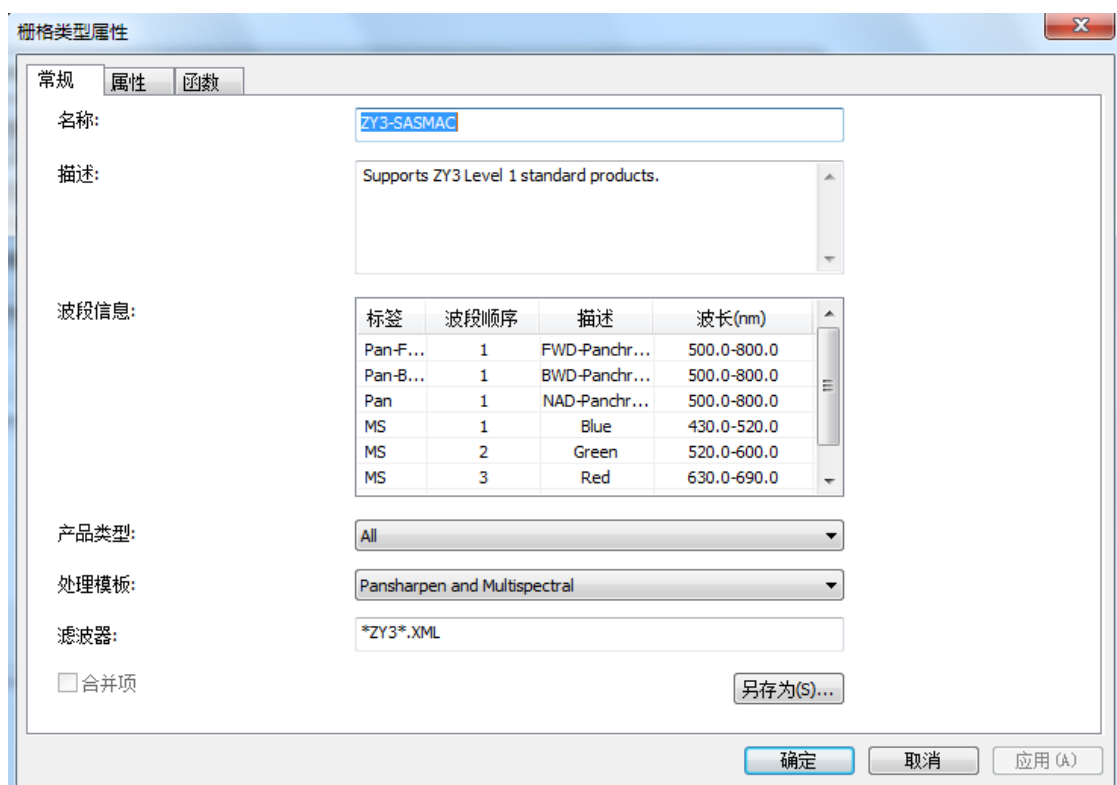 栅格类型属性
常规 属性 函数
名称: ZY3-SASMAC
描述: Supports ZY3 Level 1 standard products.
波段信息:
标签 波段顺序 描述 波长(nm)
Pan-F... 1 FWD-Panchr... 500.0-800.0
Pan-B... 1 BWD-Panchr... 500.0-800.0
Pan 1 NAD-Panchr... 500.0-800.0
MS 1 Blue 430.0-520.0
MS 2 Green 520.0-600.0
MS 3 Red 630.0-690.0
产品类型: All
处理模板: Pansharpen and Multispectral
滤波器: *ZY3*.XML
合并项 另存为(S)...
确定 取消 应用(A)